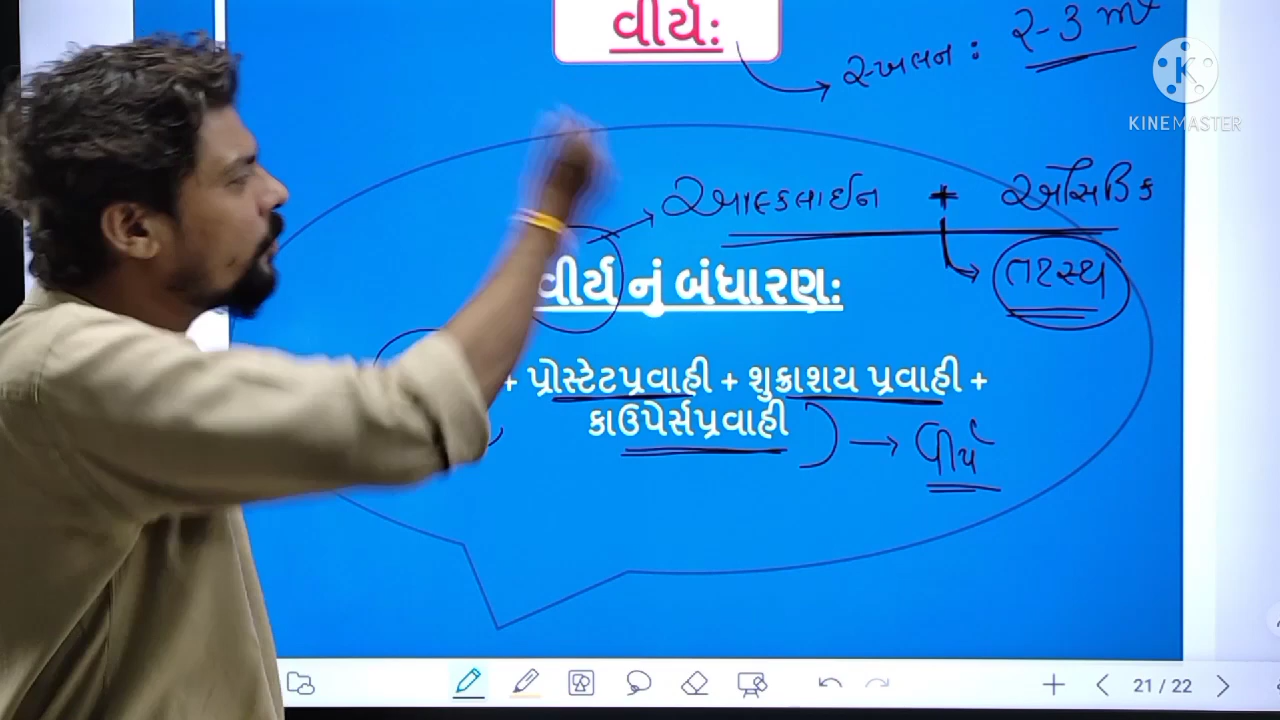 વીર્ય:
સ્ખલન : ૨-૩ ml
KINEMASTER
આલ્કલાઈન + ઍસિડિક
તટસ્થ
વીર્ય નું બંધારણ:
+ પ્રોસ્ટેટપ્રવાહી + શુક્રાશય પ્રવાહી +
કાઉપેર્સપ્રવાહી → વીર્ય
21 / 22